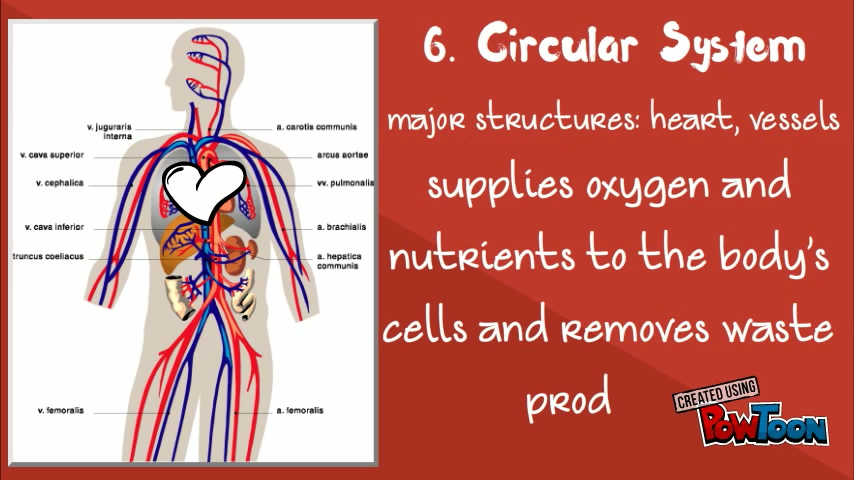 6. Circular System
major structures: heart, vessels
supplies oxygen and
nutrients to the body's
cells and removes waste
prod
v. juguraris
interna
v. cava superior
v. cephalica
v. cava inferior
truncus coeliacus
v. femoralis
a. carotis communis
arcus aortae
vv. pulmonalis
a. brachialis
a. hepatica
communis
a. femoralis
CREATED USING
POWTOON